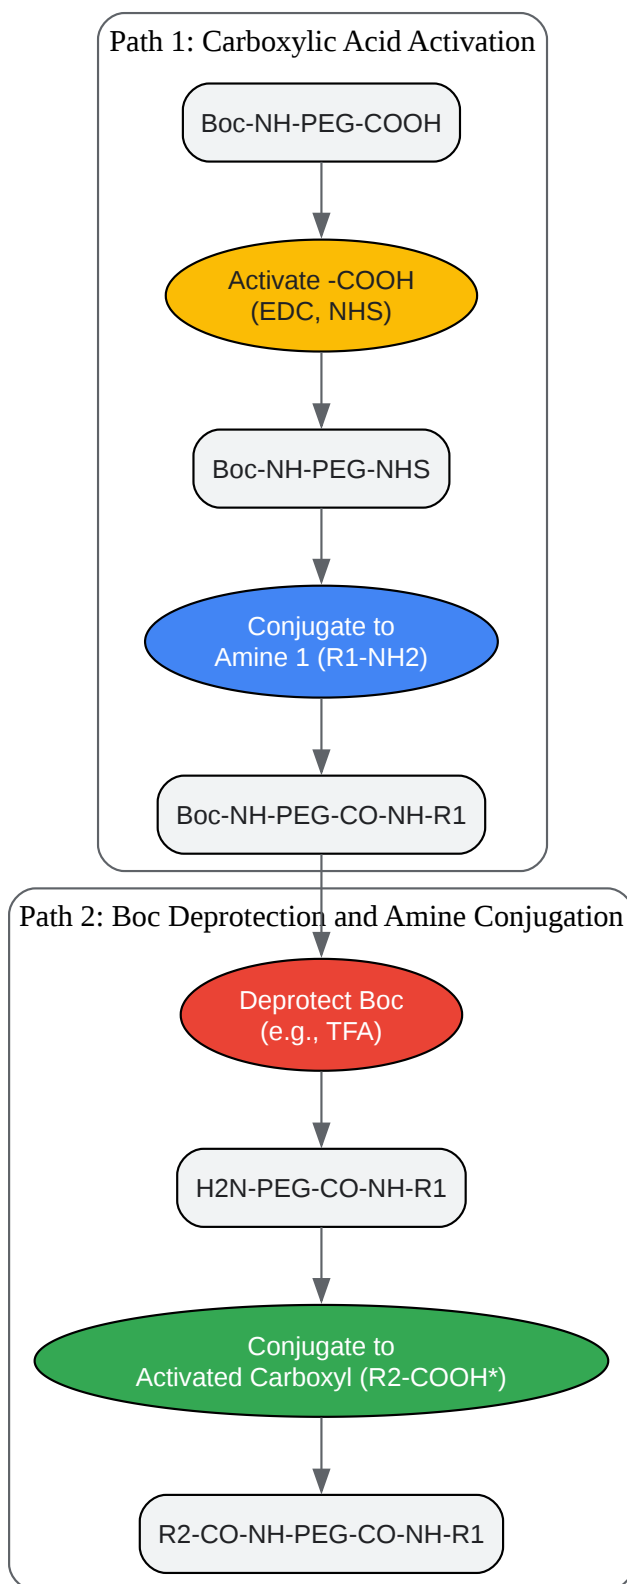 Path 1: Carboxylic Acid Activation
Boc-NH-PEG-COOH
Activate -COOH
(EDC, NHS)
Boc-NH-PEG-NHS
Conjugate to
Amine 1 (R1-NH2)
Boc-NH-PEG-CO-NH-R1
Path 2: Boc Deprotection and Amine Conjugation
Deprotect Boc
(e.g., TFA)
H2N-PEG-CO-NH-R1
Conjugate to
Activated Carboxyl (R2-COOH*)
R2-CO-NH-PEG-CO-NH-R1